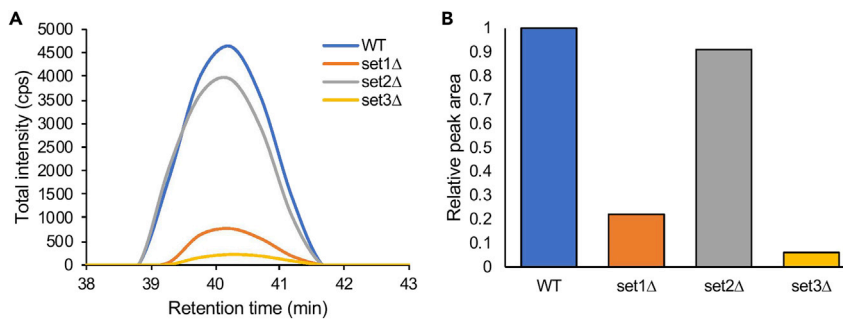 A
Total intensity (cps)
5000
4500
4000
3500
3000
2500
2000
1500
1000
500
0
38
39
40
41
42
43
Retention time (min)
WT
set1Δ
set2Δ
set3Δ
B
Relative peak area
1
0.9
0.8
0.7
0.6
0.5
0.4
0.3
0.2
0.1
0
WT
set1Δ
set2Δ
set3Δ